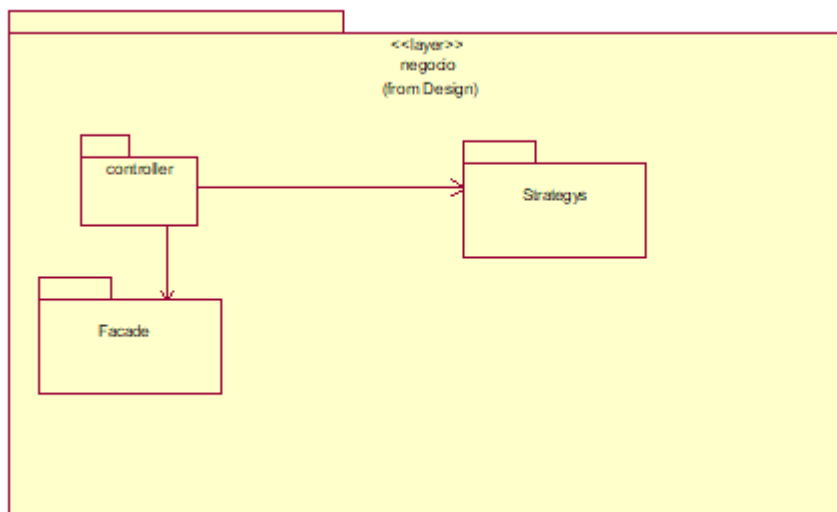 <<layer>>
negocio
(from Design)
controller
Strategys
Facade